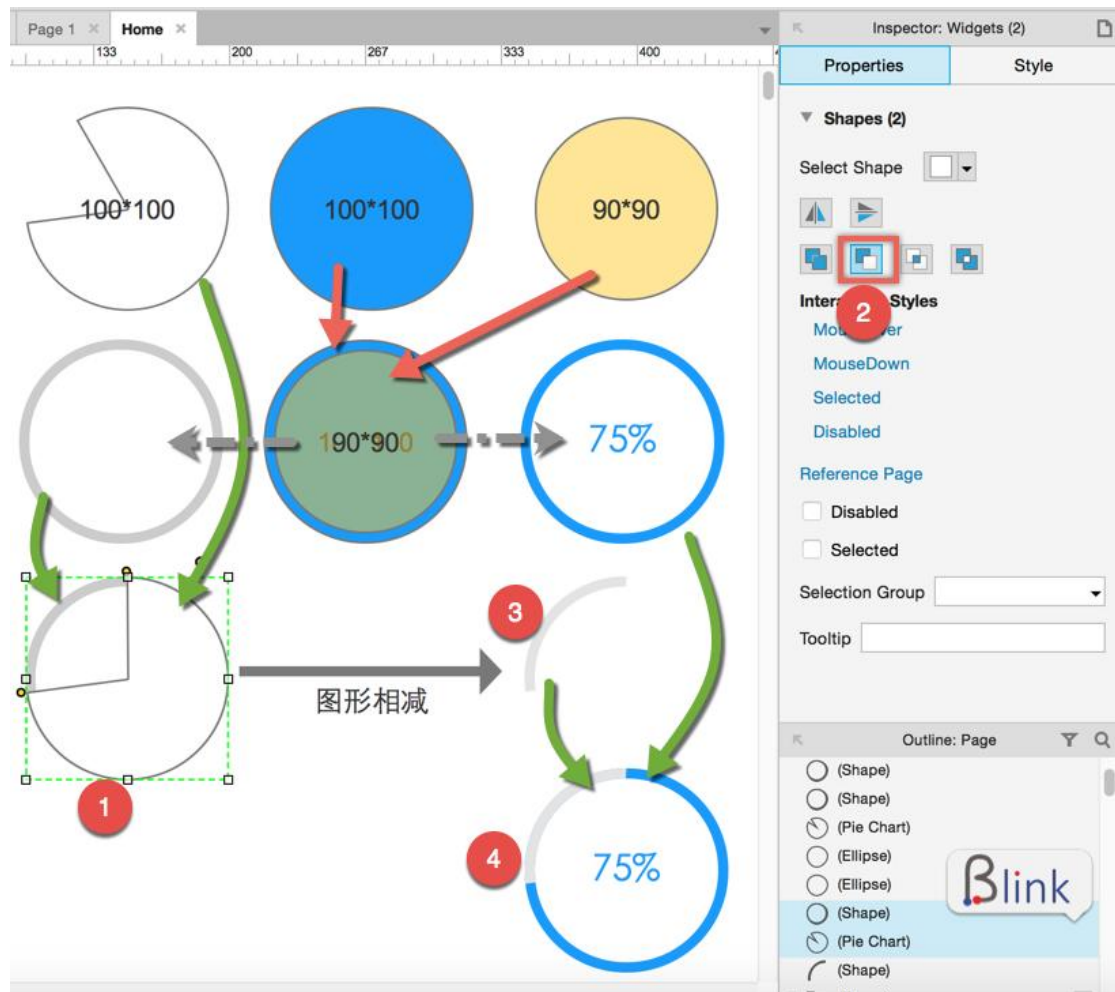 Page 1
Home
133
200
267
333
400
Inspector: Widgets (2)
Properties
Style
Shapes (2)
Select Shape
100*100
100*100
90*90
2
Styles
MouseDown
Selected
Disabled
190*900
75%
Reference Page
Disabled
Selected
Selection Group
Tooltip
3
图形相减
1
4
75%
Outline: Page
(Shape)
(Shape)
(Pie Chart)
(Ellipse)
(Ellipse)
(Shape)
(Pie Chart)
(Shape)
Blink